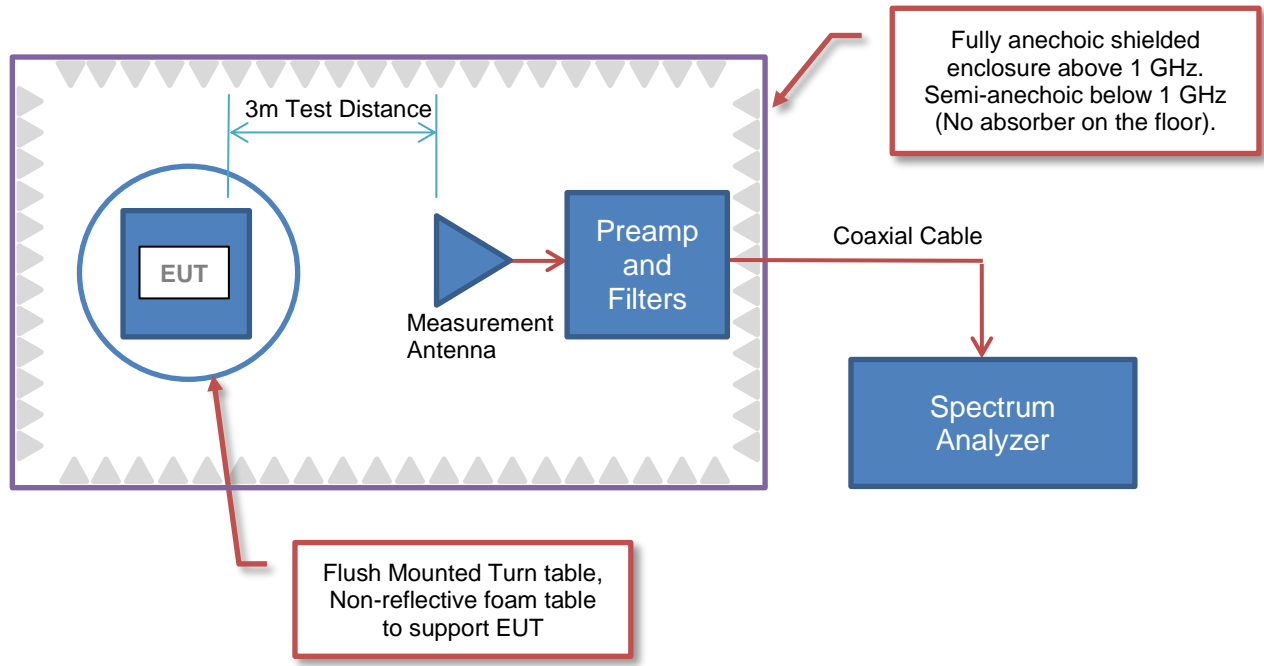 Fully anechoic shielded
enclosure above 1 GHz.
Semi-anechoic below 1 GHz
(No absorber on the floor).
3m Test Distance
EUT
Measurement
Antenna
Preamp
and
Filters
Coaxial Cable
Spectrum
Analyzer
Flush Mounted Turn table,
Non-reflective foam table
to support EUT